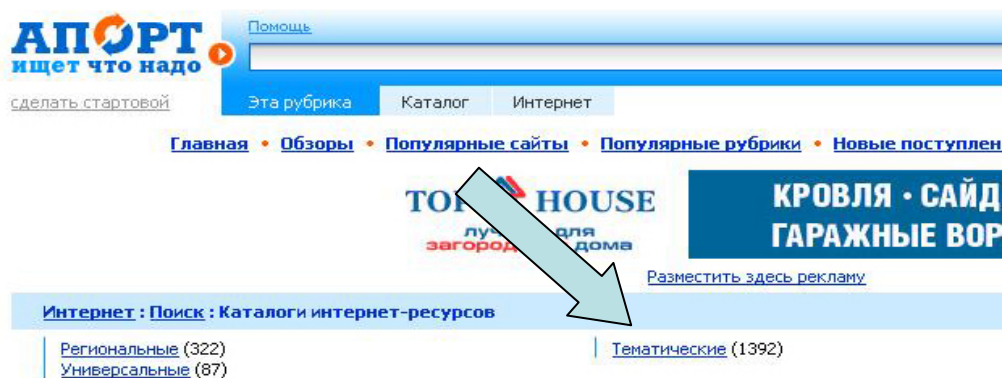 АПОРТ
ищет что надо
Помощь
сделать стартовой
Эта рубрика Каталог Интернет
Главная • Обзоры • Популярные сайты • Популярные рубрики • Новые поступлен
HOUSE
для
дома
КРОВЛЯ • САЙД
ГАРАЖНЫЕ ВОР
Разместить здесь рекламу
Интернет : Поиск : Каталоги интернет-ресурсов
Региональные (322)
Тематические (1392)
Универсальные (87)